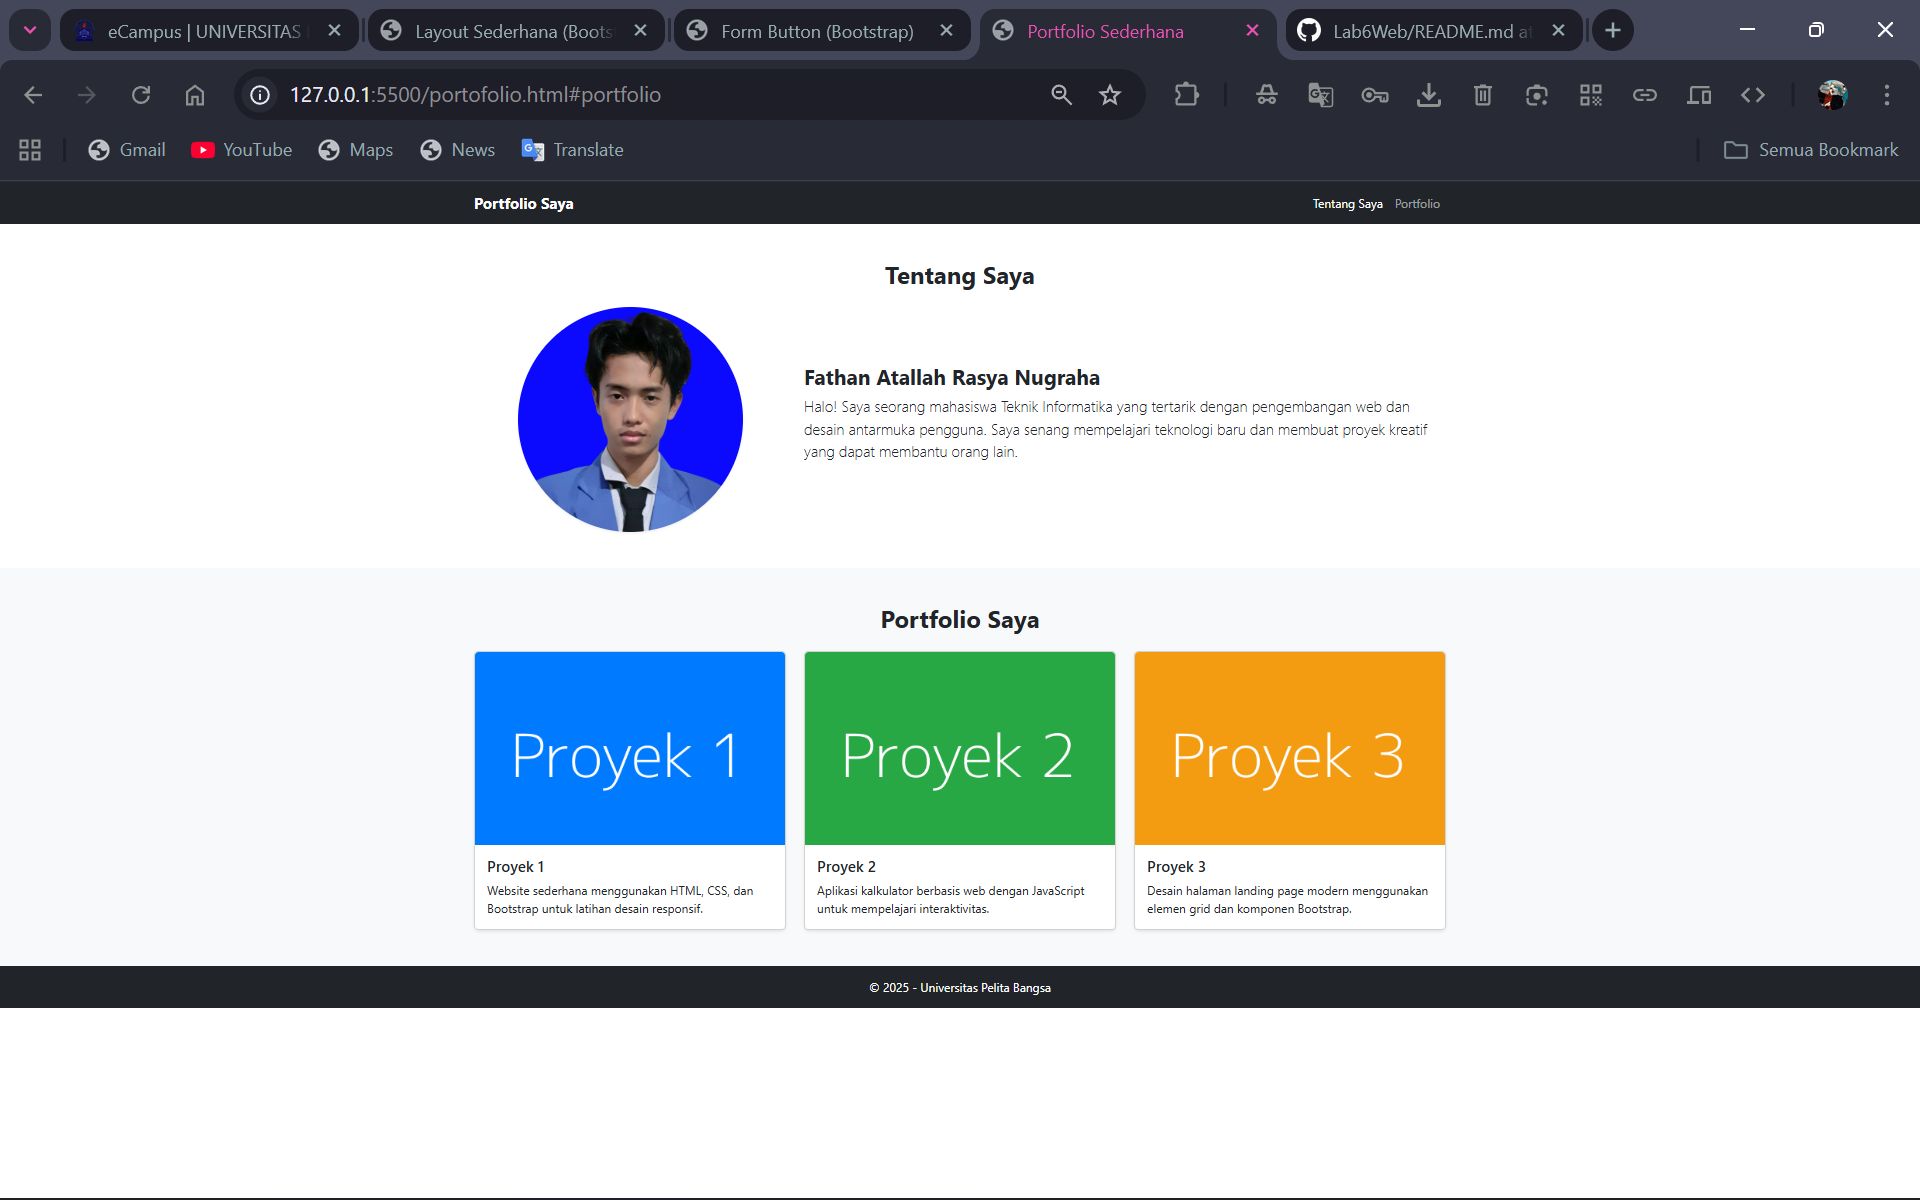 eCampus | UNIVERSITAS
Layout Sederhana (Boots
Form Button (Bootstrap)
Portfolio Sederhana
Lab6Web/README.md at
127.0.0.1:5500/portofolio.html#portfolio
Gmail
YouTube
Maps
News
Translate
Semua Bookmark
Portfolio Saya
Tentang Saya
Portfolio
Tentang Saya
Fathan Atallah Rasya Nugraha
Halo! Saya seorang mahasiswa Teknik Informatika yang tertarik dengan pengembangan web dan
desain antarmuka pengguna. Saya senang mempelajari teknologi baru dan membuat proyek kreatif
yang dapat membantu orang lain.
Portfolio Saya
Proyek 1
Proyek 2
Proyek 3
Proyek 1
Website sederhana menggunakan HTML, CSS, dan
Bootstrap untuk latihan desain responsif.
Proyek 2
Aplikasi kalkulator berbasis web dengan JavaScript
untuk mempelajari interaktivitas.
Proyek 3
Desain halaman landing page modern menggunakan
elemen grid dan komponen Bootstrap.
© 2025 - Universitas Pelita Bangsa